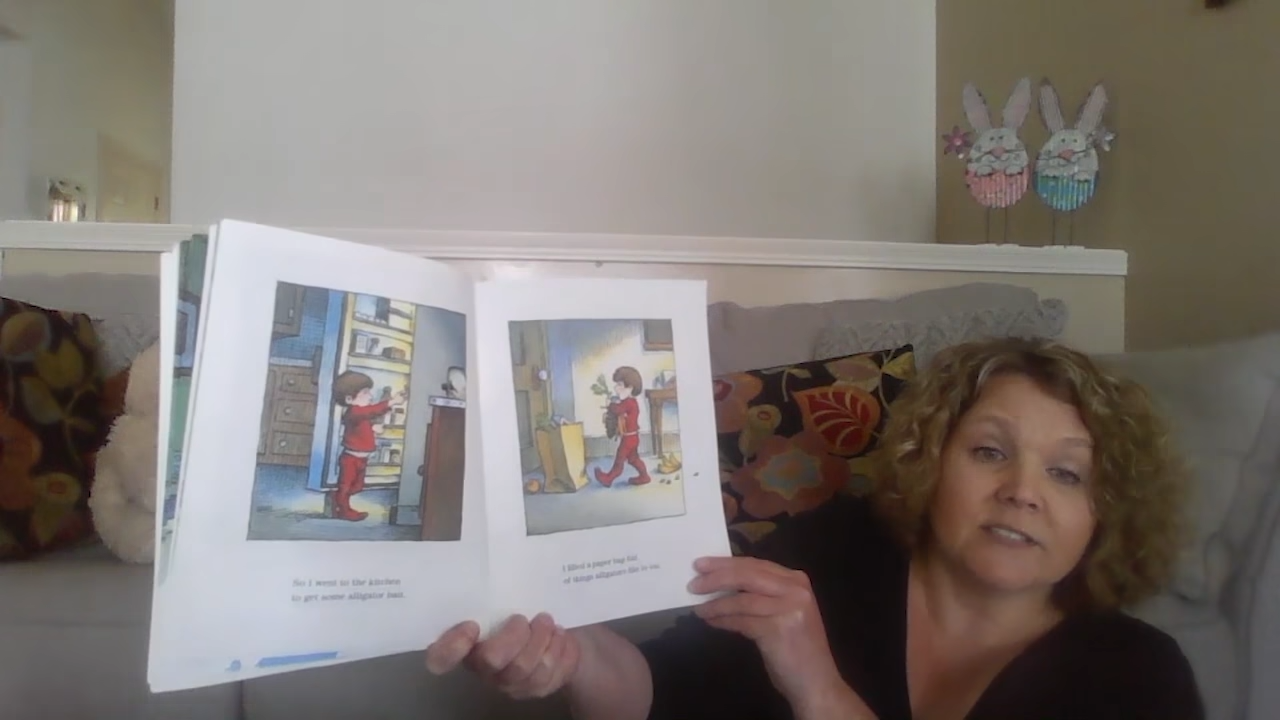 So I went to the kitchen
to get some alligator bait.
I filled a paper bag full
of things alligators like to eat.